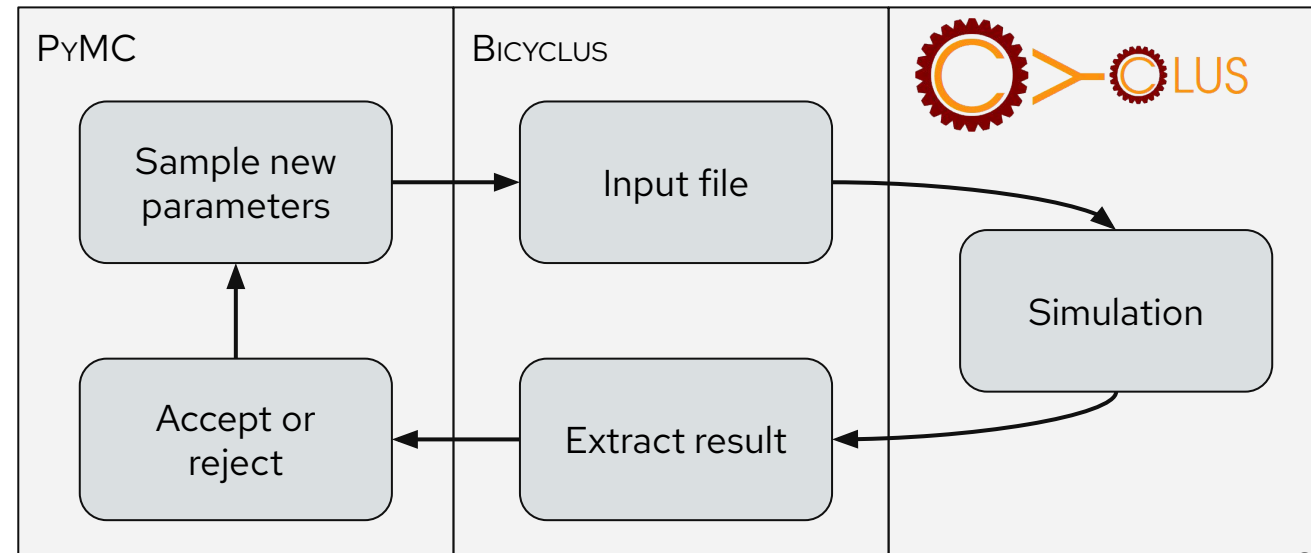 PyMC
Sample new
parameters
Accept or
reject
Bicyclus
Input file
Extract result
CYCLUS
Simulation